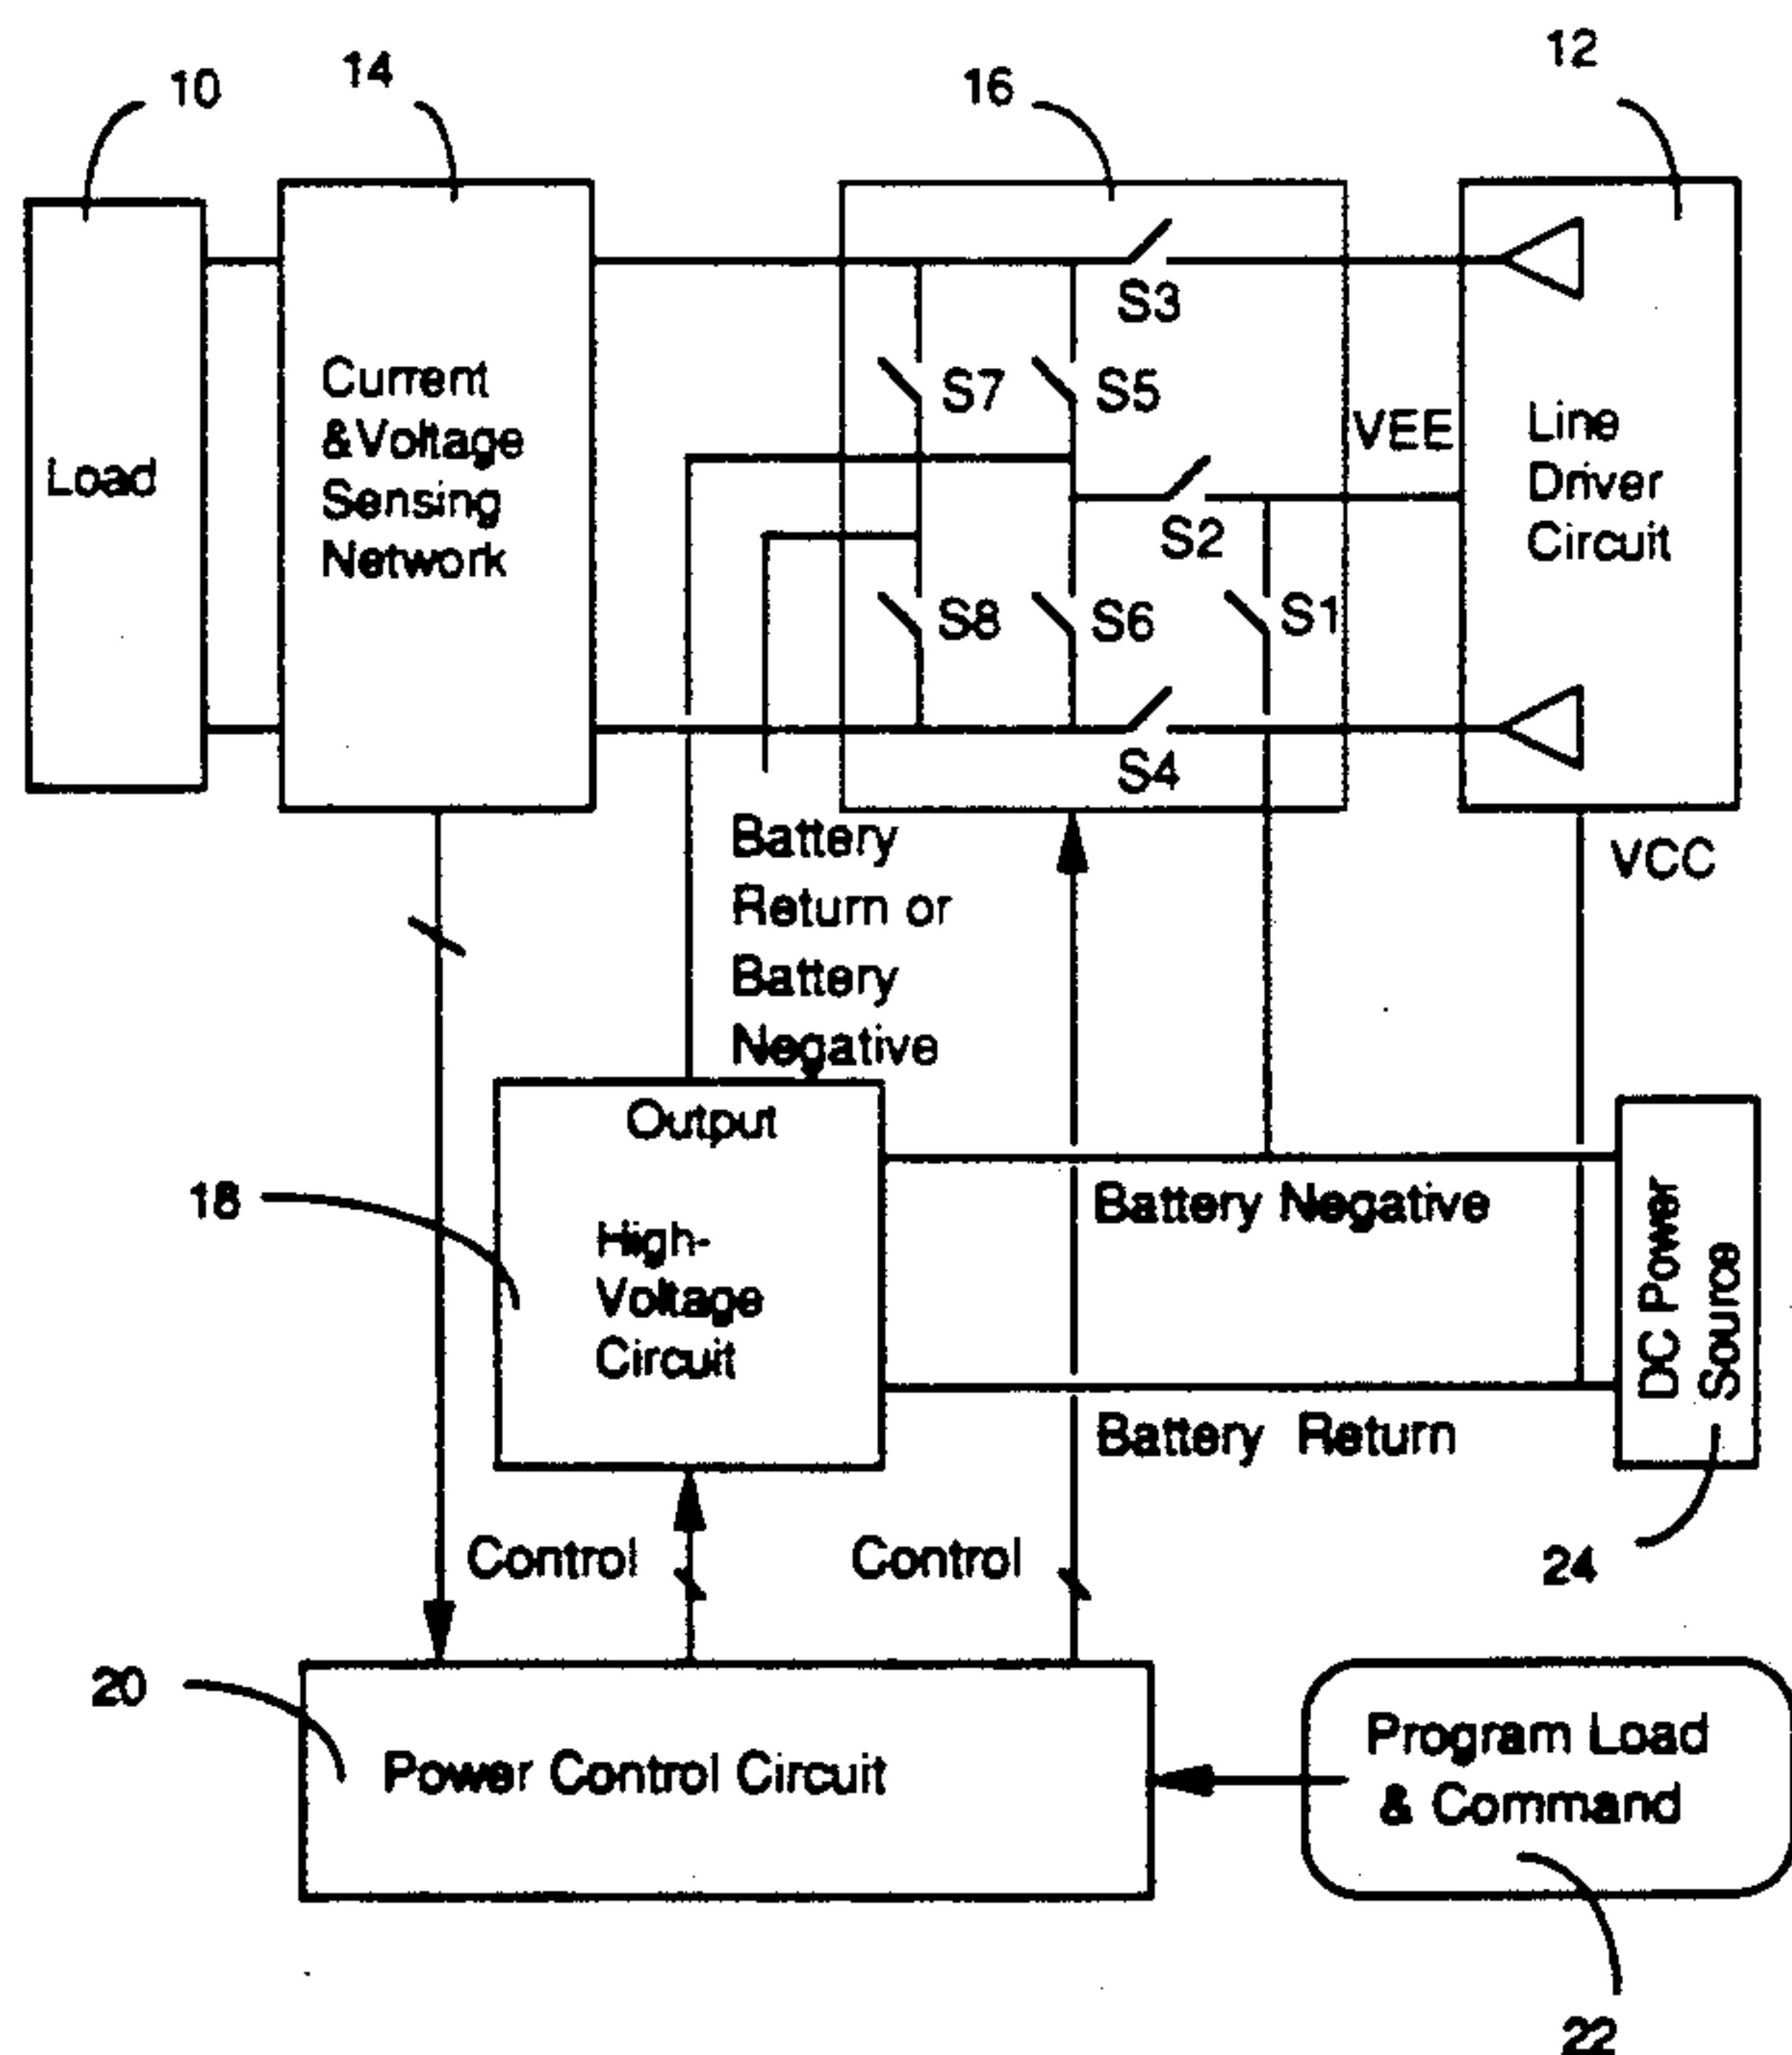 10
14
16
12
S3
S7
S5
VEE
S2
S8
S6
S1
S4
Load
Current
&Voltage
Sensing
Network
Line
Driver
Circuit
VCC
Battery
Return or
Battery
Negative
Output
High-
Voltage
Circuit
18
Battery Negative
Battery Return
DC Power
Source
24
Control
Control
20
Power Control Circuit
Program Load
& Command
22